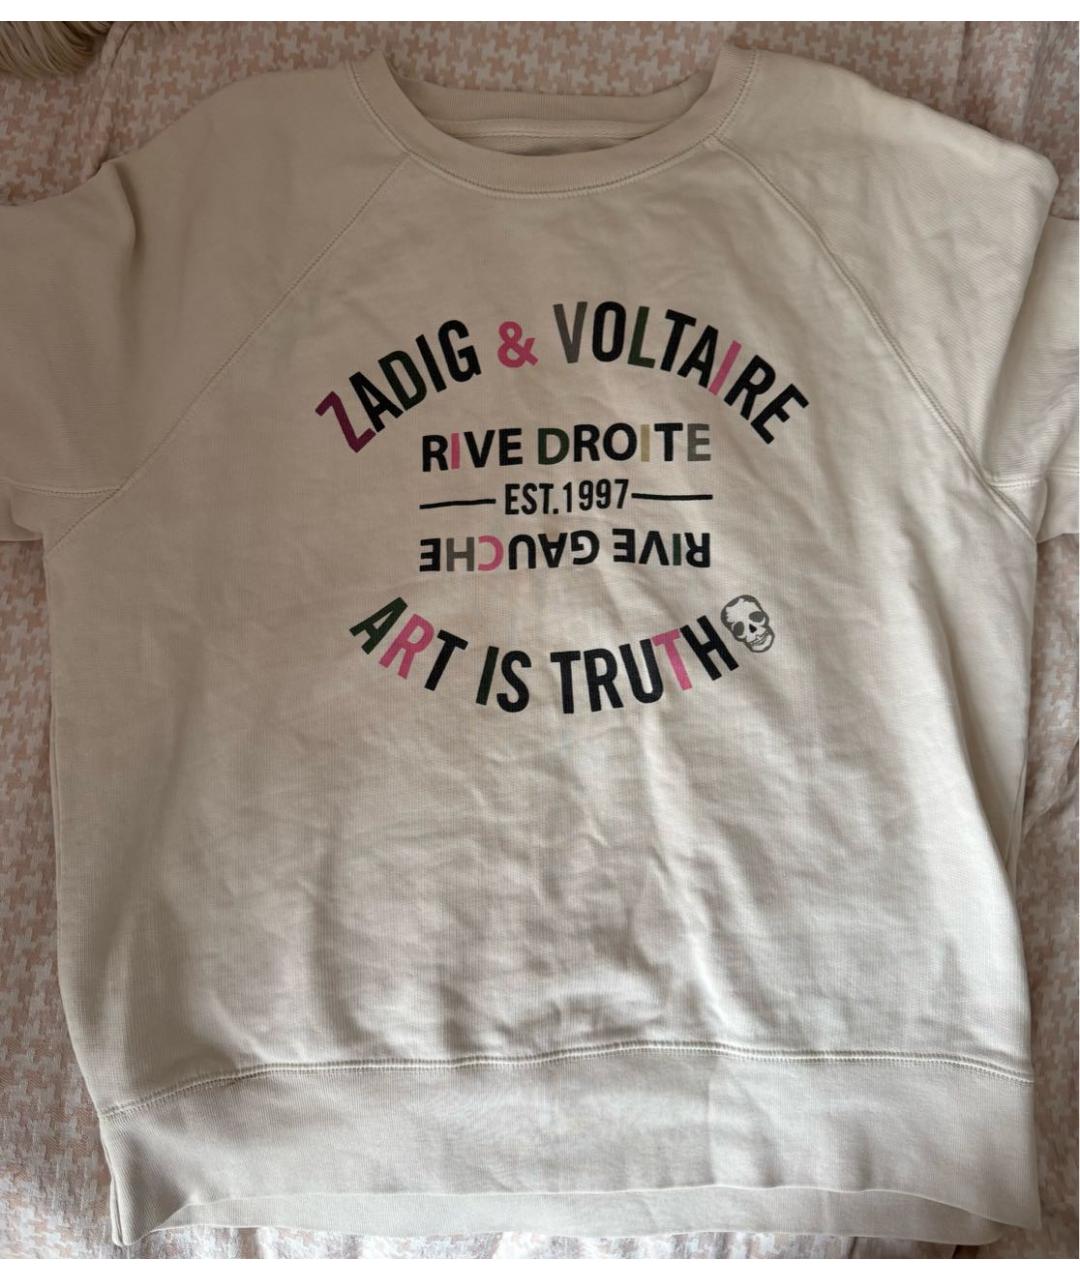 ZADIG & VOLTAIRE
RIVE DROITE
EST.1997
RIVE GAUCHE
ART IS TRUTH